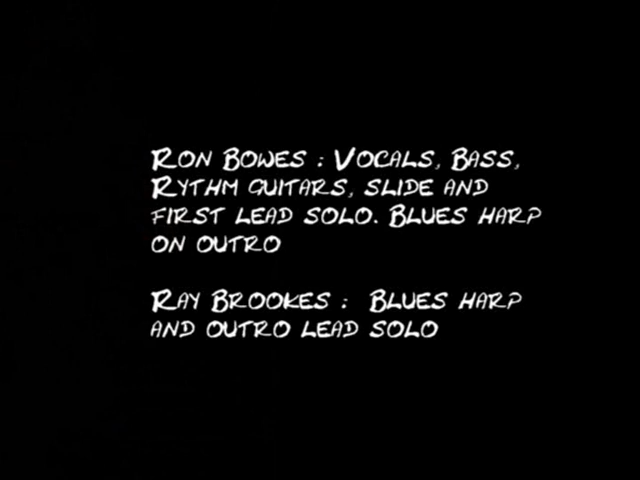 Ron Bowes : Vocals, Bass,
Rythm guitars, slide and
first lead solo. Blues harp
on outro
Ray Brookes : Blues harp
and outro lead solo